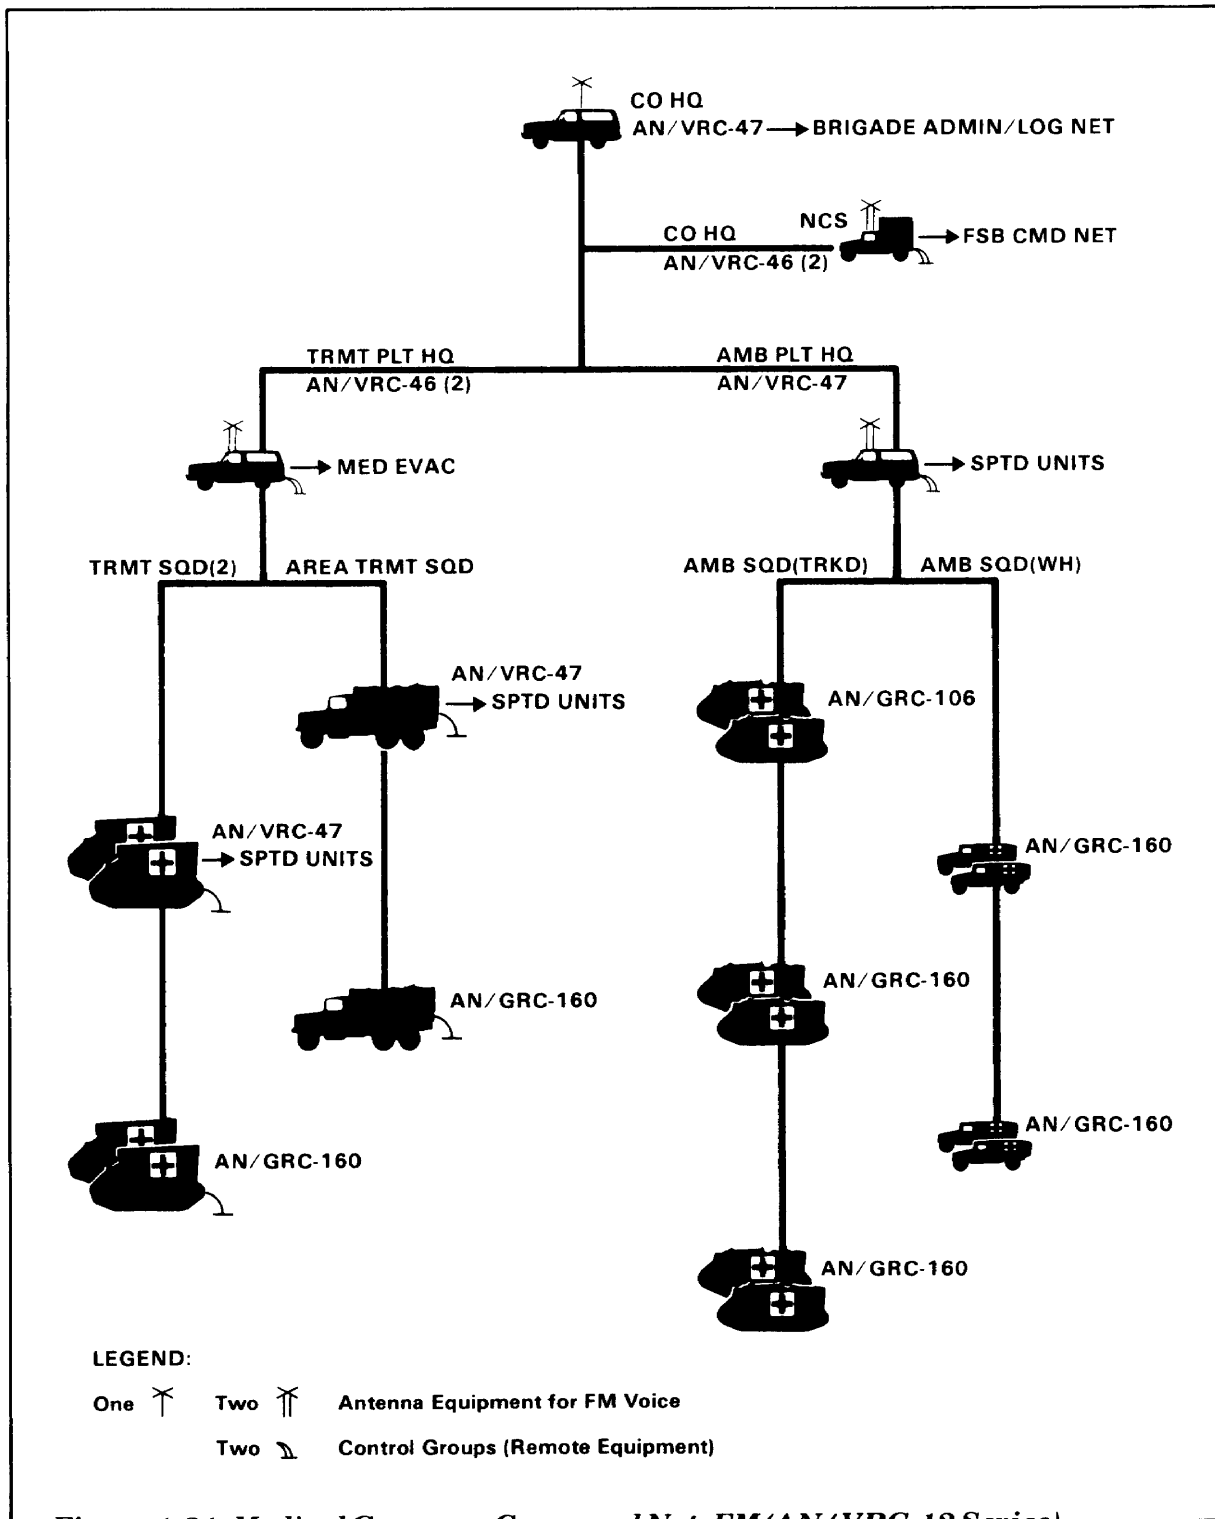 CO HQ
AN/VRC-47 → BRIGADE ADMIN/LOG NET
NCS
CO HQ
AN/VRC-46 (2)
→ FSB CMD NET
TRMT PLT HQ
AN/VRC-46 (2)
AMB PLT HQ
AN/VRC-47
→ MED EVAC
→ SPTD UNITS
TRMT SQD(2)
AREA TRMT SQD
AMB SQD(TRKD)
AMB SQD(WH)
AN/VRC-47
→ SPTD UNITS
AN/GRC-106
AN/VRC-47
→ SPTD UNITS
AN/GRC-160
AN/GRC-160
AN/GRC-160
AN/GRC-160
AN/GRC-160
AN/GRC-160
LEGEND:
One Two Antenna Equipment for FM Voice
Two Control Groups (Remote Equipment)